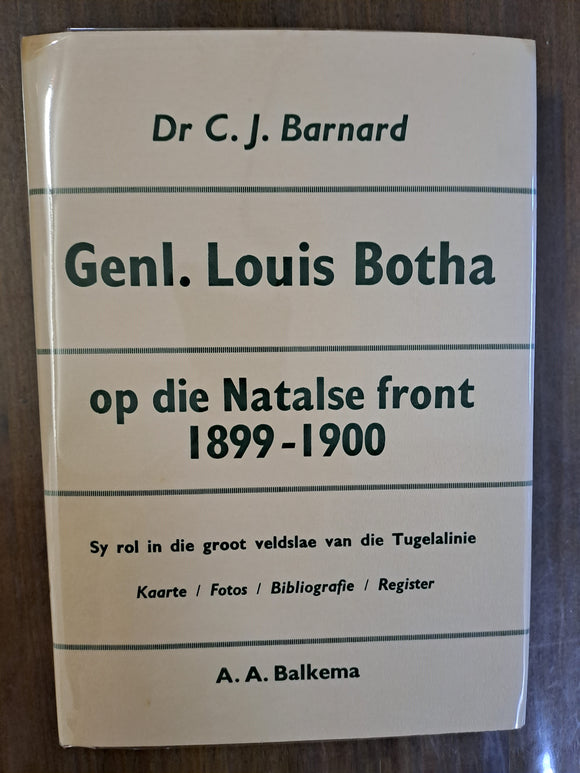 Dr C. J. Barnard
Genl. Louis Botha
op die Natalse front
1899-1900
Sy rol in die groot veldslae van die Tugelalinie
Kaarte / Fotos / Bibliografie / Register
A. A. Balkema